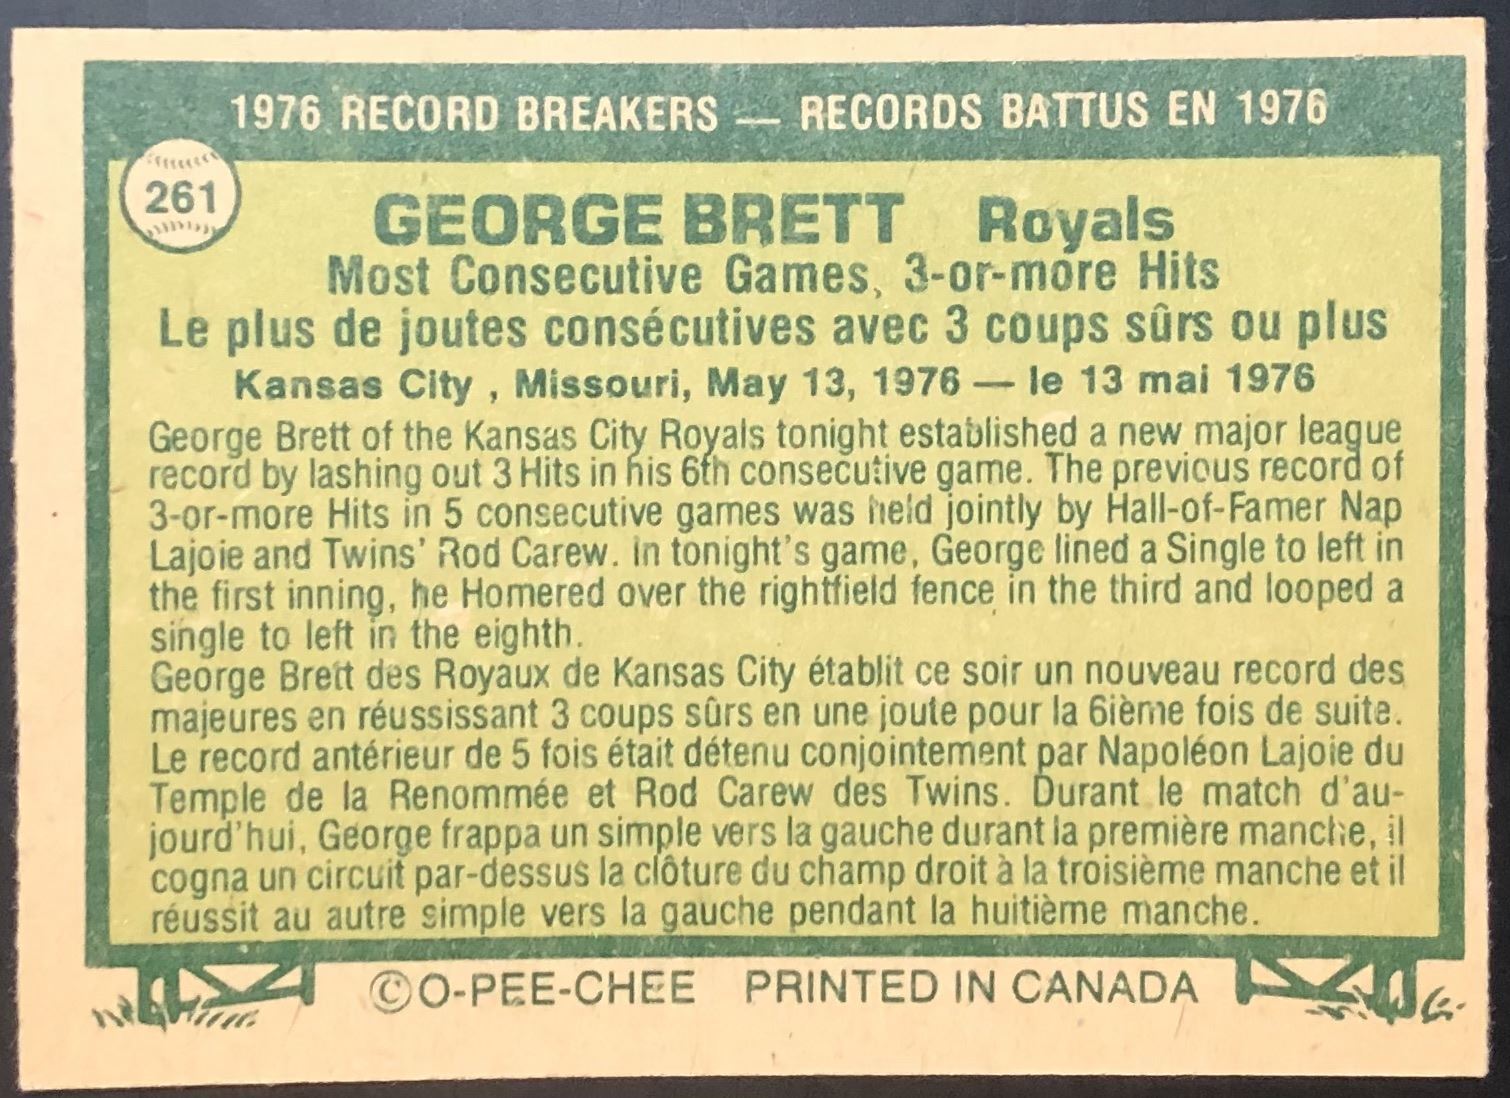 1976 RECORD BREAKERS — RECORDS BATTUS EN 1976
261
GEORGE BRETT Royals
Most Consecutive Games, 3-or-more Hits
Le plus de joutes consécutives avec 3 coups sûrs ou plus
Kansas City , Missouri, May 13, 1976 — le 13 mai 1976
George Brett of the Kansas City Royals tonight established a new major league
record by lashing out 3 Hits in his 6th consecutive game. The previous record of
3-or-more Hits in 5 consecutive games was held jointly by Hall-of-Famer Nap
Lajoie and Twins' Rod Carew. In tonight's game, George lined a Single to left in
the first inning, he Homered over the rightfield fence in the third and looped a
single to left in the eighth.
George Brett des Royaux de Kansas City établit ce soir un nouveau record des
majeures en réussissant 3 coups sûrs en une joute pour la 6ième fois de suite.
Le record antérieur de 5 fois était détenu conjointement par Napoléon Lajoie du
Temple de la Renommée et Rod Carew des Twins. Durant le match d'au-
jourd'hui, George frappa un simple vers la gauche durant la première manche, il
cogna un circuit par-dessus la clôture du champ droit à la troisième manche et il
réussit au autre simple vers la gauche pendant la huitième manche.
©O-PEE-CHEE PRINTED IN CANADA